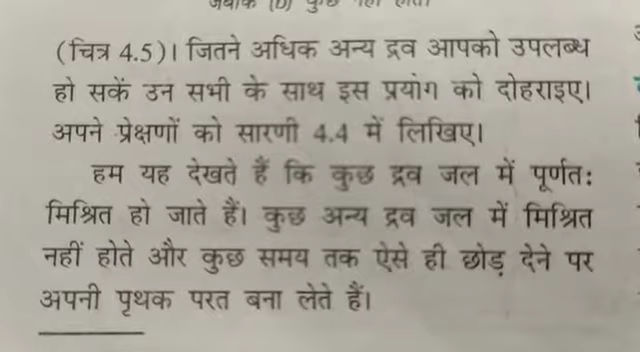 जबकि (b) कुछ नहीं होता
(चित्र 4.5)। जितने अधिक अन्य द्रव आपको उपलब्ध
हो सकें उन सभी के साथ इस प्रयोग को दोहराइए।
अपने प्रेक्षणों को सारणी 4.4 में लिखिए।
हम यह देखते हैं कि कुछ द्रव जल में पूर्णतः
मिश्रित हो जाते हैं। कुछ अन्य द्रव जल में मिश्रित
नहीं होते और कुछ समय तक ऐसे ही छोड़ देने पर
अपनी पृथक परत बना लेते हैं।